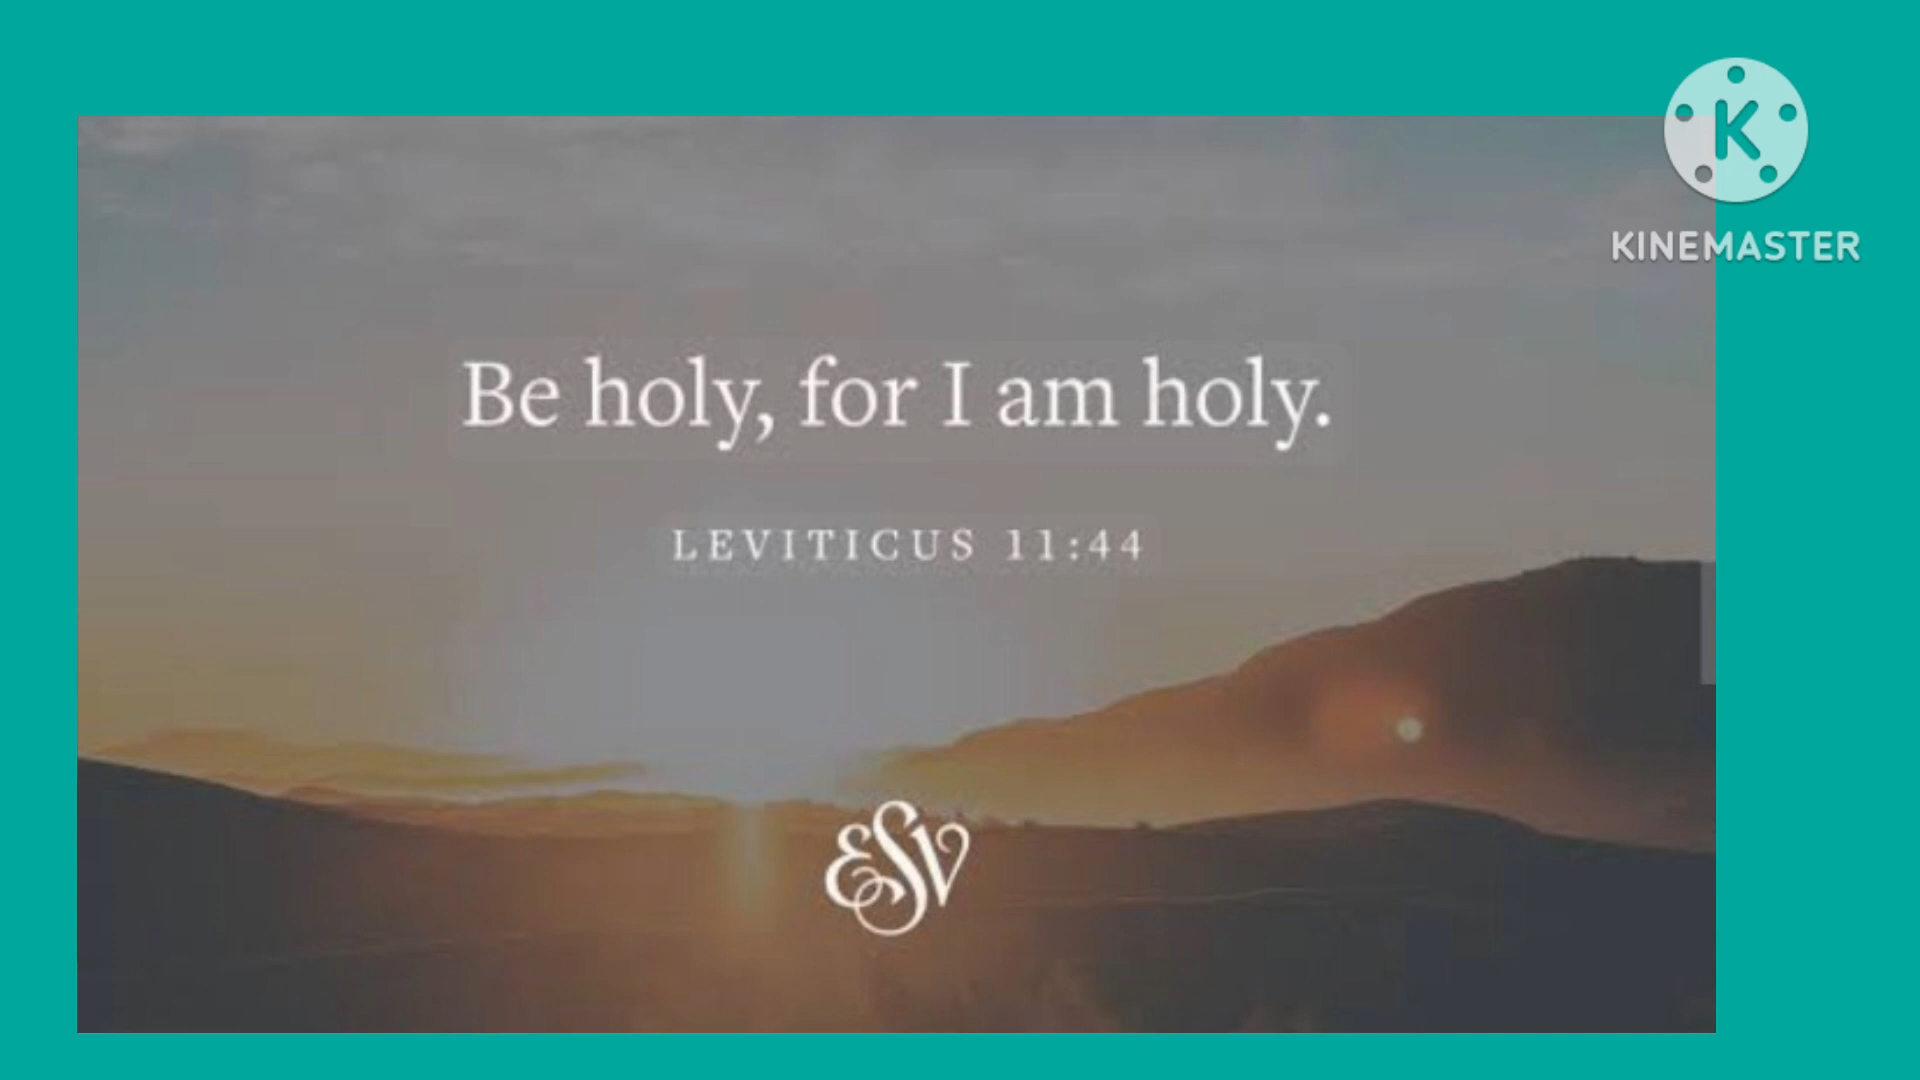 K
KINEMASTER
Be holy, for I am holy.
LEVITICUS 11:44
ESV